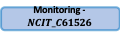 Monitoring -
NCIT_C61526